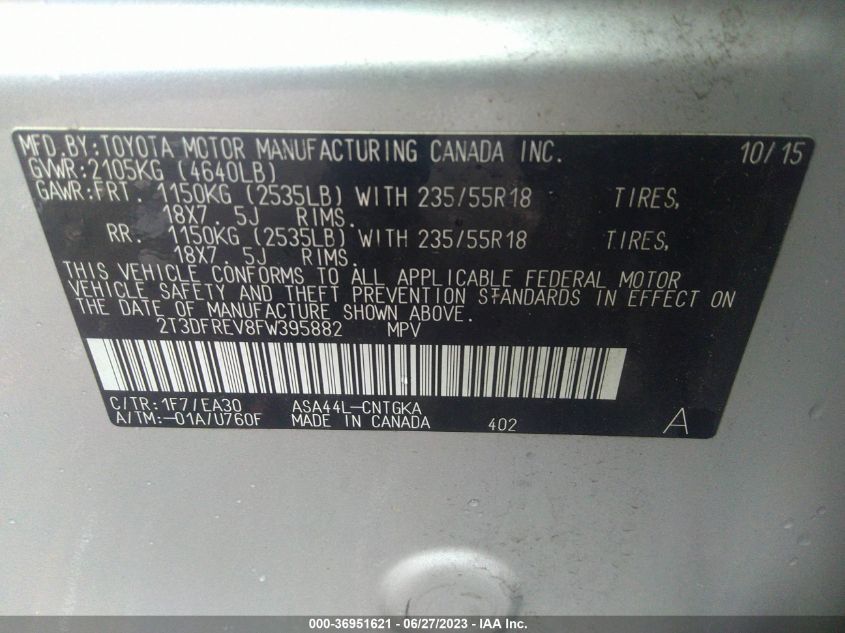 MFD.BY:TOYOTA MOTOR MANUFACTURING CANADA INC. 10/15
GVWR:2105KG (4640LB)
GAWR:FRT. 1150KG (2535LB) WITH 235/55R18 TIRES,
18X7.5J RIMS.
RR. 1150KG (2535LB) WITH 235/55R18 TIRES,
18X7.5J RIMS.
THIS VEHICLE CONFORMS TO ALL APPLICABLE FEDERAL MOTOR
VEHICLE SAFETY AND THEFT PREVENTION STANDARDS IN EFFECT ON
THE DATE OF MANUFACTURE SHOWN ABOVE.
2T3DFREV8FW395882 MPV
C/TR:1F7/EA30 ASA44L-CNTGKA
A/TM:-01A/U760F MADE IN CANADA 402 A
000-36951621 - 06/27/2023 - IAA Inc.